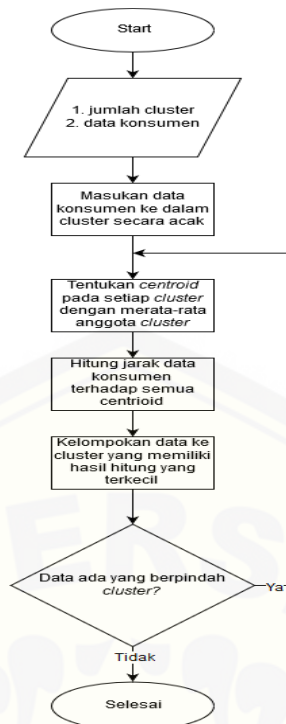 Start
1. jumlah cluster
2. data konsumen
Masukan data
konsumen ke dalam
cluster secara acak
Tentukan centroid
pada setiap cluster
dengan merata-rata
anggota cluster
Hitung jarak data
konsumen
terhadap semua
centrioid
Kelompokan data ke
cluster yang memiliki
hasil hitung yang
terkecil
Data ada yang berpindah
cluster?
Ya
Tidak
Selesai